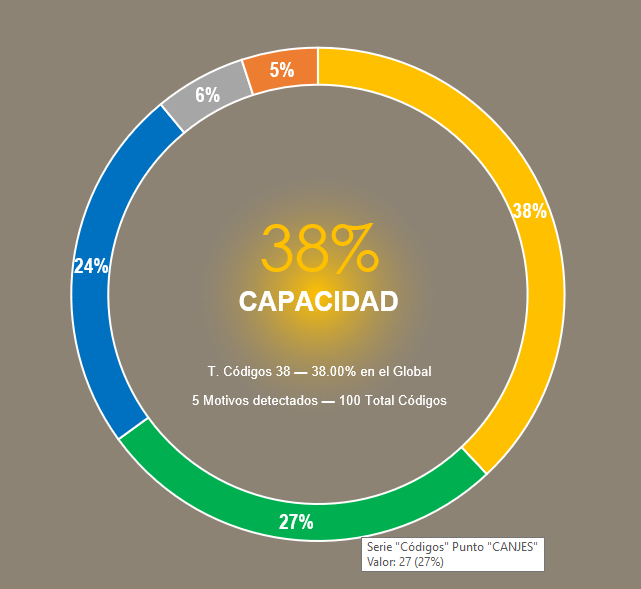 5%
6%
38%
24%
38%
CAPACIDAD
T. Códigos 38 — 38.00% en el Global
5 Motivos detectados — 100 Total Códigos
27%
Serie "Códigos" Punto "CANJES"
Valor: 27 (27%)